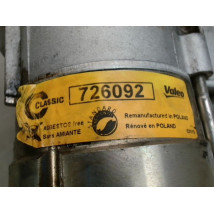 CLASSIC
726092
Valeo
ASBESTOS free
Sans AMIANTE
Remanufactured in POLAND
Rénové en POLAND